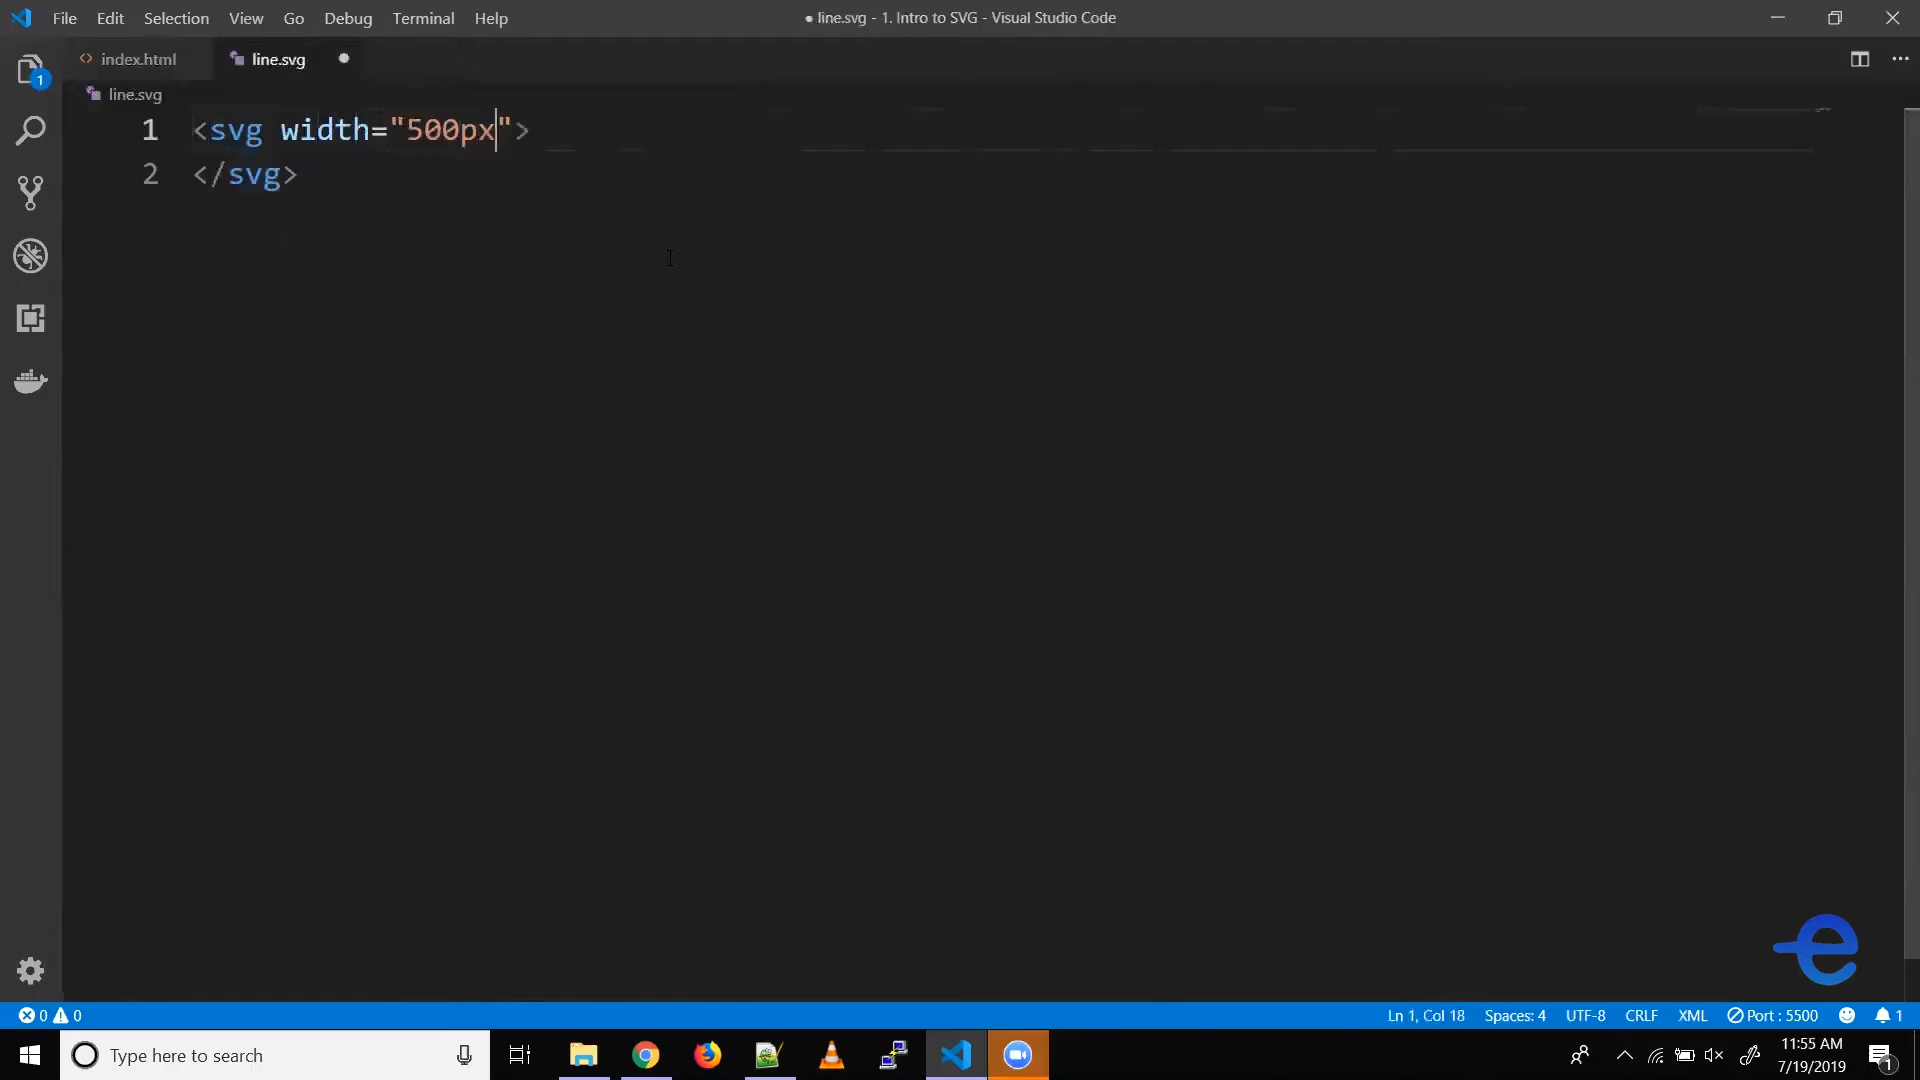 File Edit Selection View Go Debug Terminal Help
● line.svg - 1. Intro to SVG - Visual Studio Code
index.html
line.svg
1
line.svg
1 <svg width="500px">
2 </svg>
e
0 0
Ln 1, Col 18 Spaces: 4 UTF-8 CRLF XML Port : 5500 1
Type here to search
11:55 AM
7/19/2019
1